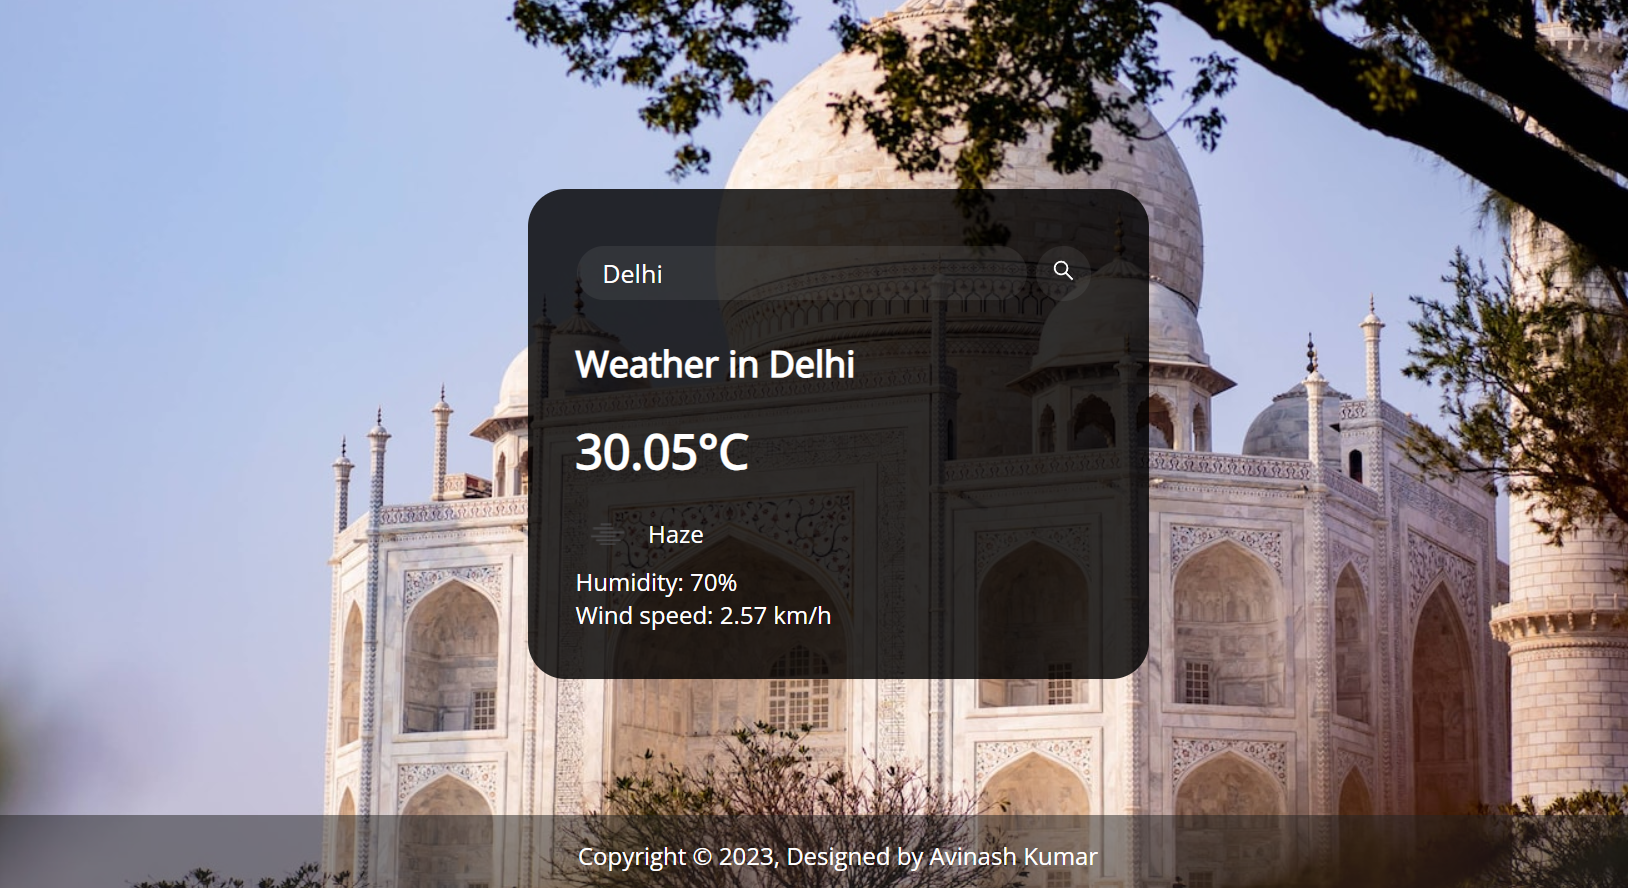 Delhi
Weather in Delhi
30.05°C
Haze
Humidity: 70%
Wind speed: 2.57 km/h
Copyright © 2023, Designed by Avinash Kumar